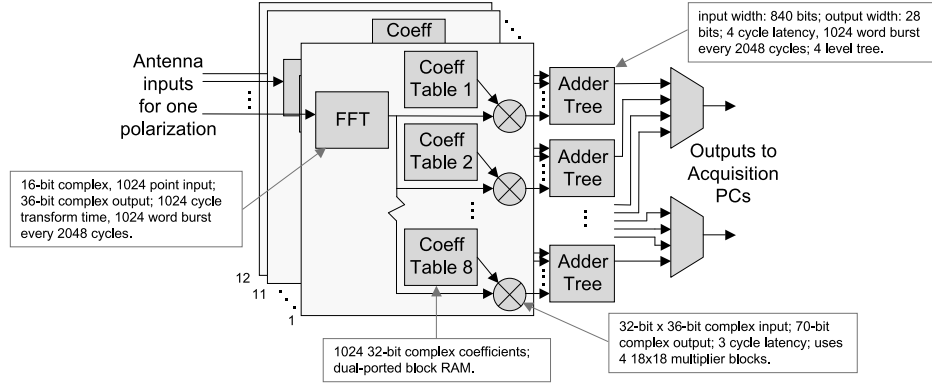 input width: 840 bits; output width: 28
bits; 4 cycle latency, 1024 word burst
every 2048 cycles; 4 level tree.
Coeff
Antenna
inputs
for one
polarization
FFT
Coeff
Table 1
Adder
Tree
Coeff
Table 2
Adder
Tree
Outputs to
Acquisition
PCs
16-bit complex, 1024 point input;
36-bit complex output; 1024 cycle
transform time, 1024 word burst
every 2048 cycles.
Coeff
Table 8
Adder
Tree
12
11
1
1024 32-bit complex coefficients;
dual-ported block RAM.
32-bit x 36-bit complex input; 70-bit
complex output; 3 cycle latency; uses
4 18x18 multiplier blocks.